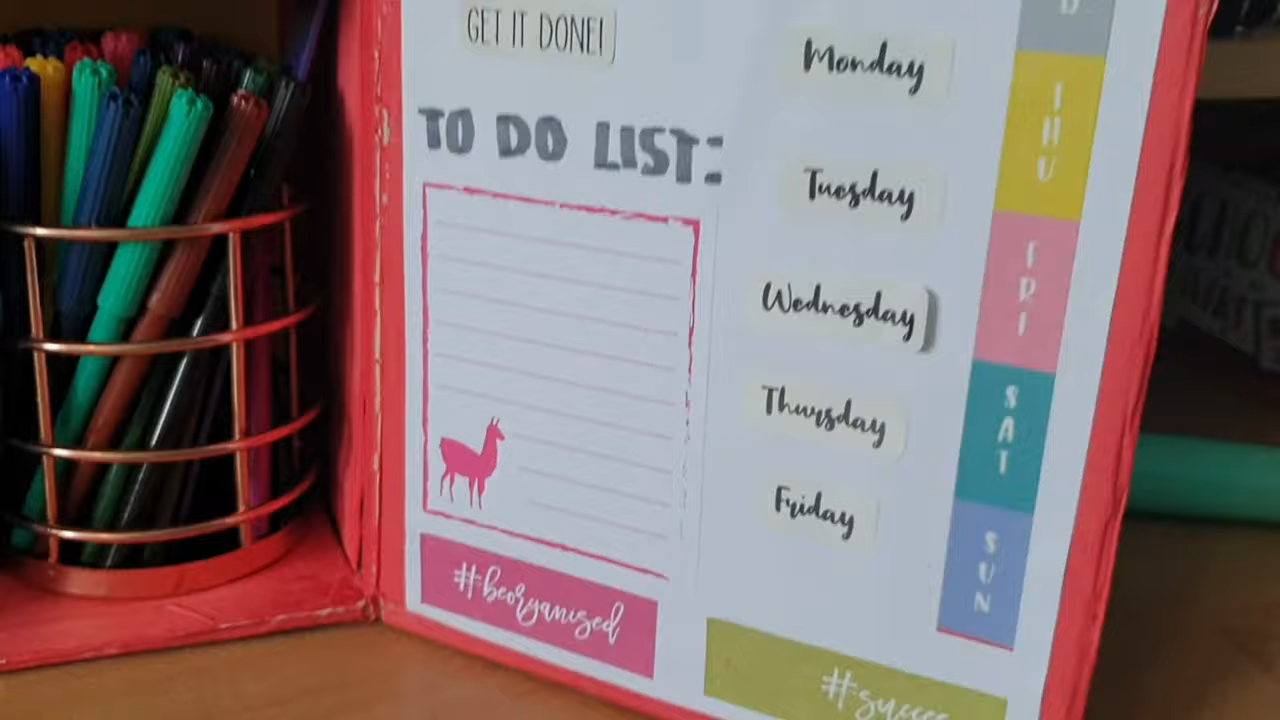 GET IT DONE!
TO DO LIST:
#beorganised
Monday
Tuesday
Wednesday
Thursday
Friday
THU
FRI
SAT
SUN